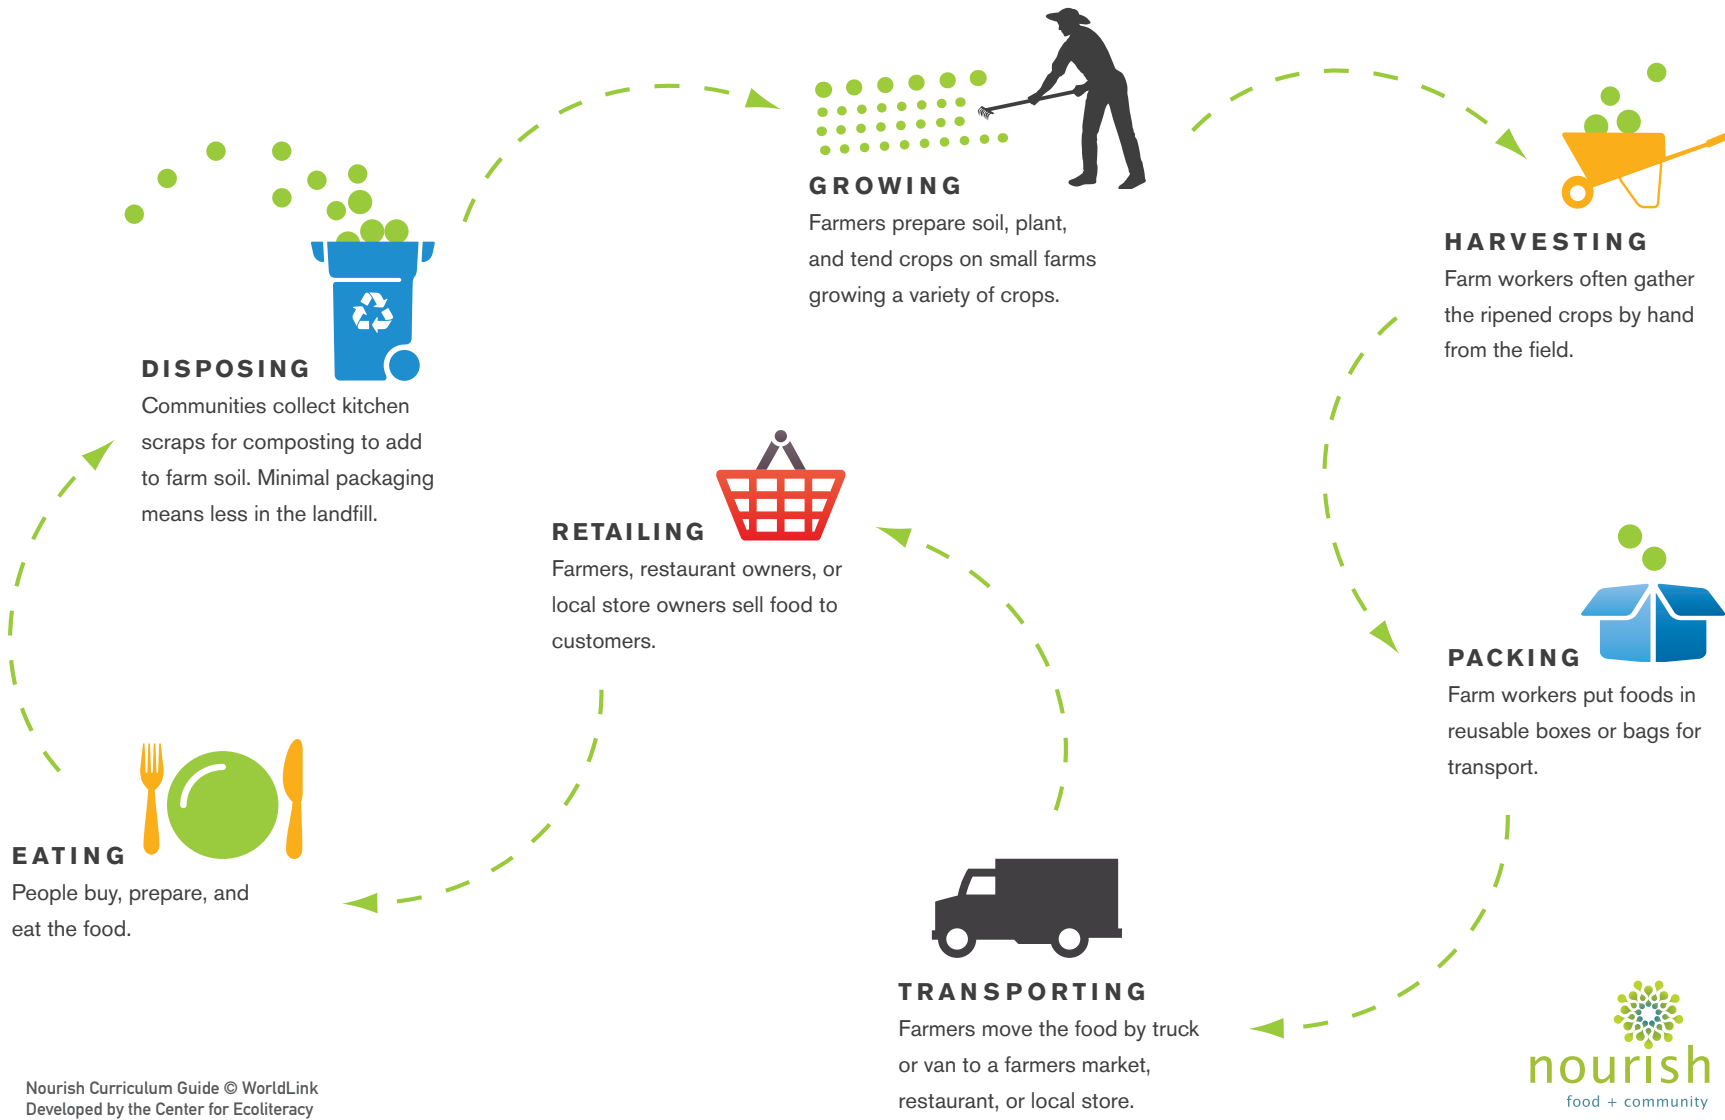 GROWING
Farmers prepare soil, plant,
and tend crops on small farms
growing a variety of crops.
HARVESTING
Farm workers often gather
the ripened crops by hand
from the field.
PACKING
Farm workers put foods in
reusable boxes or bags for
transport.
TRANSPORTING
Farmers move the food by truck
or van to a farmers market,
restaurant, or local store.
RETAILING
Farmers, restaurant owners, or
local store owners sell food to
customers.
EATING
People buy, prepare, and
eat the food.
DISPOSING
Communities collect kitchen
scraps for composting to add
to farm soil. Minimal packaging
means less in the landfill.
Nourish Curriculum Guide © WorldLink
Developed by the Center for Ecoliteracy
nourish
food + community